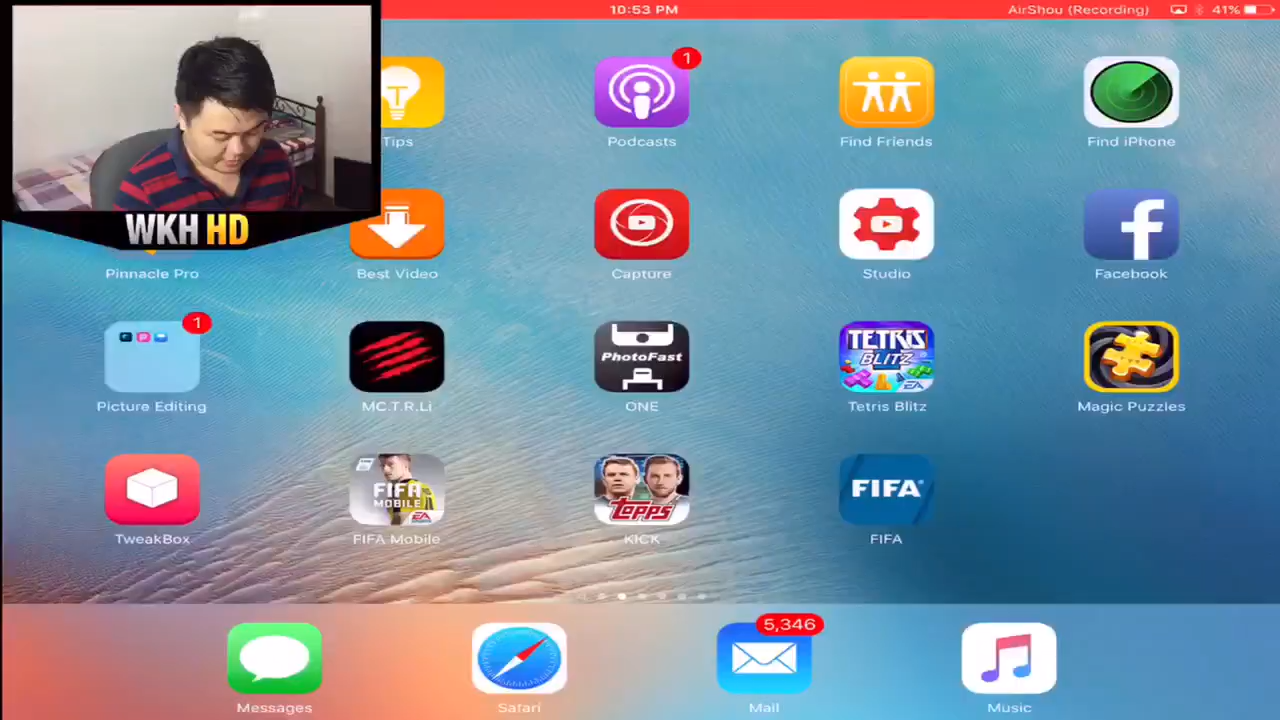 10:53 PM
AirShou (Recording)
41%
WKH HD
1
T
Tips
Podcasts
Find Friends
Find iPhone
Pinnacle Pro
Best Video
Capture
Studio
Facebook
1
PhotoFast
TETRIS
BLITZ
EA
Picture Editing
MC.T.R.Li
ONE
Tetris Blitz
Magic Puzzles
FIFA
MOBILE
EA
Topps
FIFA
TweakBox
FIFA Mobile
KICK
FIFA
5,346
Messages
Safari
Mail
Music